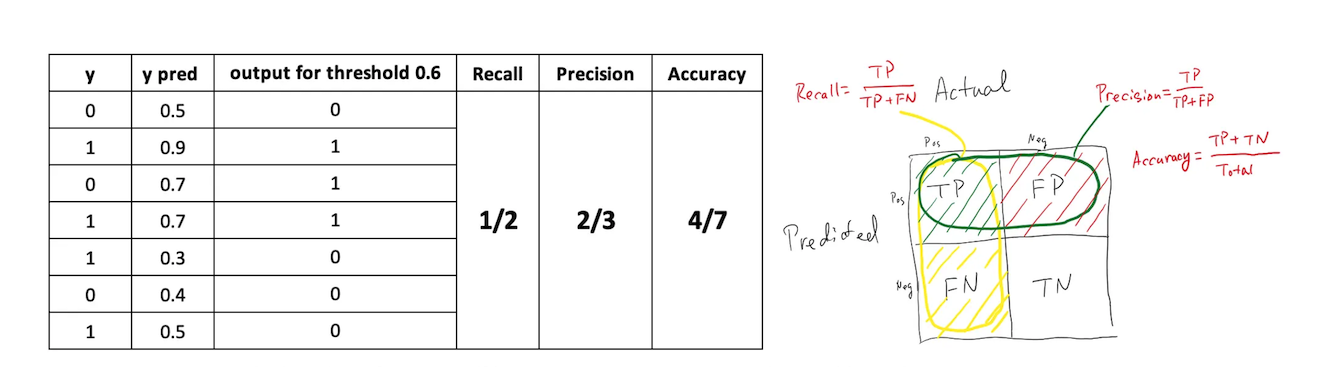 y y pred output for threshold 0.6 Recall Precision Accuracy
0 0.5 0
1 0.9 1
0 0.7 1
1 0.7 1
1 0.3 0
0 0.4 0
1 0.5 0
1/2 2/3 4/7
Recall= TP
TP+FN
Actual
Precision= TP
TP+FP
Accuracy= TP+TN
Total
Pos Neg
Predicted
Pos TP FP
Neg FN TN